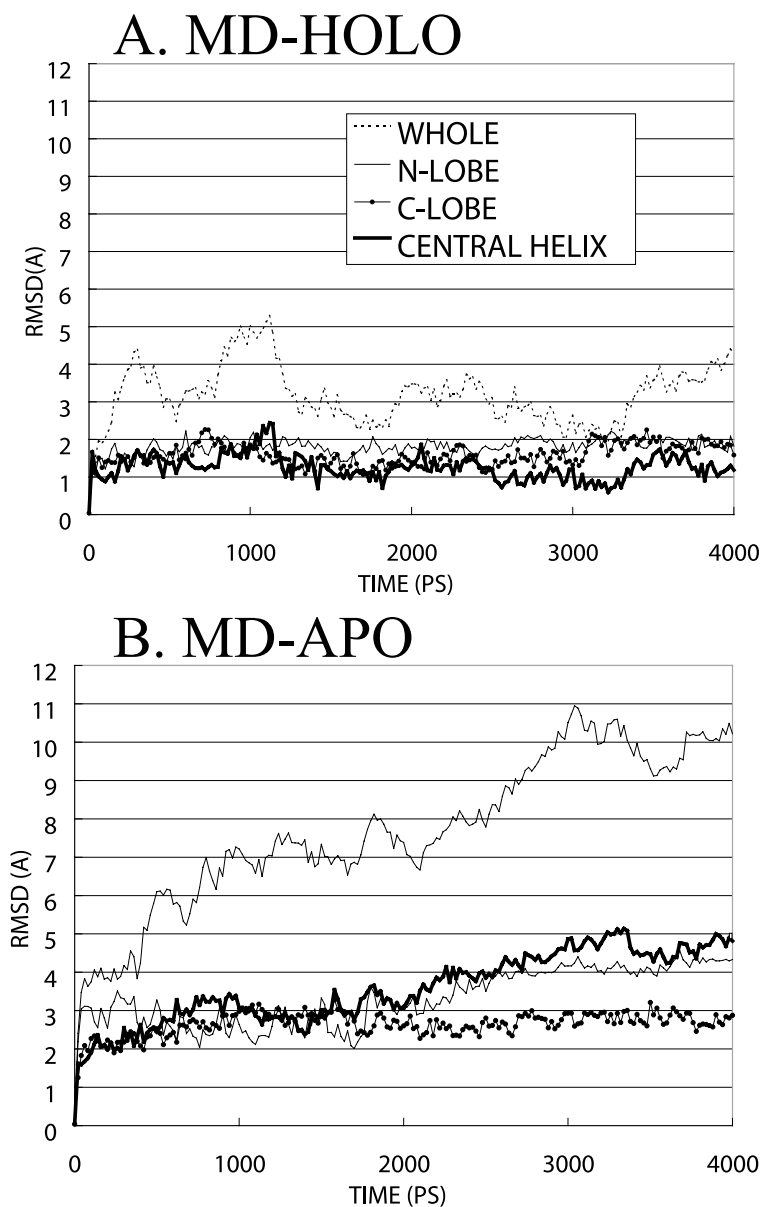 A. MD-HOLO
12
11
10
9
8
7
6
5
4
3
2
1
0
RMSD(A)
WHOLE
N-LOBE
C-LOBE
CENTRAL HELIX
0 1000 2000 3000 4000
TIME (PS)
B. MD-APO
12
11
10
9
8
7
6
5
4
3
2
1
0
RMSD (A)
0 1000 2000 3000 4000
TIME (PS)